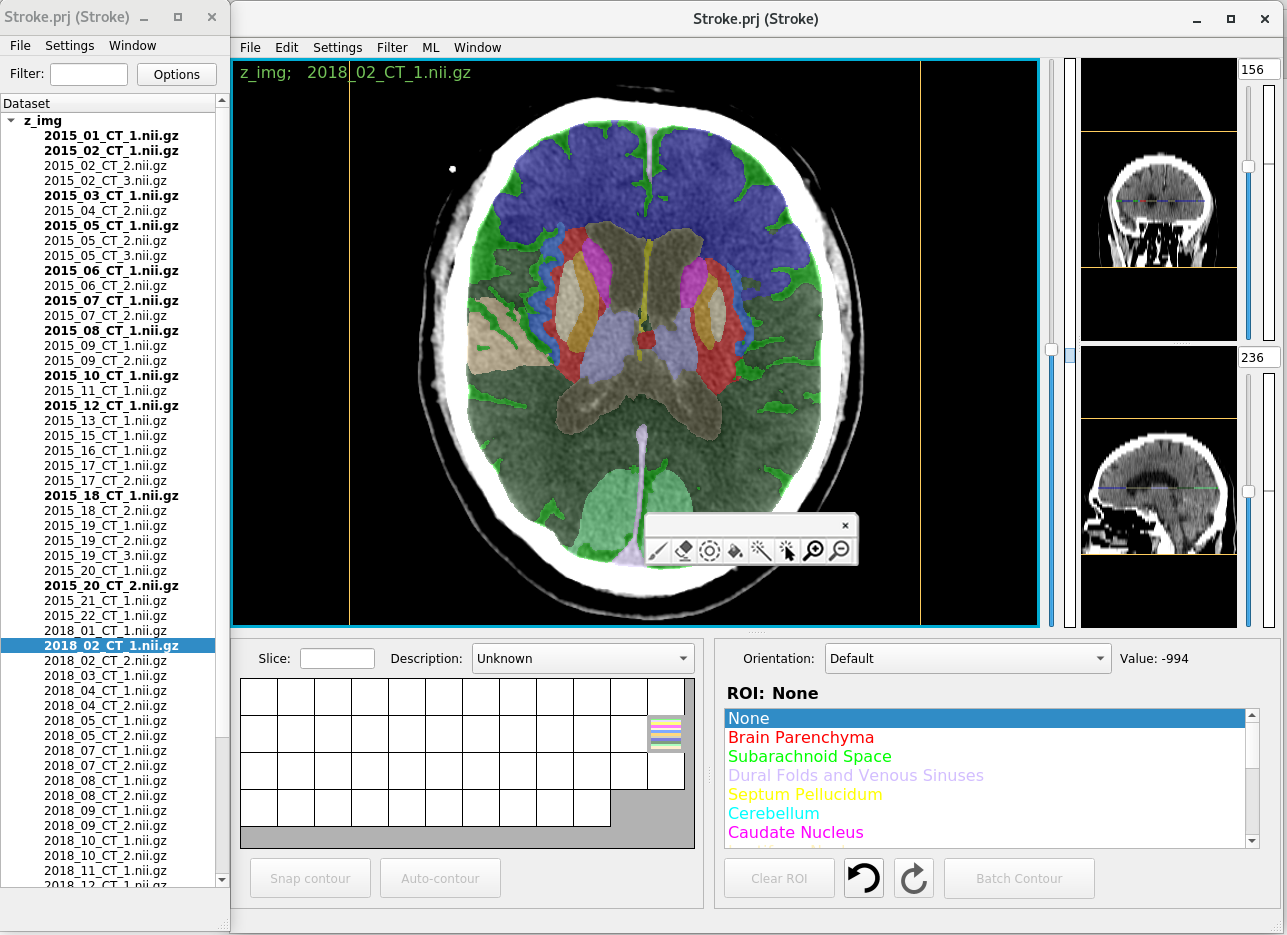 Stroke.prj (Stroke)
File Settings Window
Filter:
Options
Dataset
z_img
2015_01_CT_1.nii.gz
2015_02_CT_1.nii.gz
2015_02_CT_2.nii.gz
2015_02_CT_3.nii.gz
2015_03_CT_1.nii.gz
2015_04_CT_2.nii.gz
2015_05_CT_1.nii.gz
2015_05_CT_2.nii.gz
2015_05_CT_3.nii.gz
2015_06_CT_1.nii.gz
2015_06_CT_2.nii.gz
2015_07_CT_1.nii.gz
2015_07_CT_2.nii.gz
2015_08_CT_1.nii.gz
2015_09_CT_1.nii.gz
2015_09_CT_2.nii.gz
2015_10_CT_1.nii.gz
2015_11_CT_1.nii.gz
2015_12_CT_1.nii.gz
2015_13_CT_1.nii.gz
2015_15_CT_1.nii.gz
2015_16_CT_1.nii.gz
2015_17_CT_1.nii.gz
2015_17_CT_2.nii.gz
2015_18_CT_1.nii.gz
2015_18_CT_2.nii.gz
2015_19_CT_1.nii.gz
2015_19_CT_2.nii.gz
2015_19_CT_3.nii.gz
2015_20_CT_1.nii.gz
2015_20_CT_2.nii.gz
2015_21_CT_1.nii.gz
2015_22_CT_1.nii.gz
2018_01_CT_1.nii.gz
2018_02_CT_1.nii.gz
2018_02_CT_2.nii.gz
2018_03_CT_1.nii.gz
2018_04_CT_1.nii.gz
2018_04_CT_2.nii.gz
2018_05_CT_1.nii.gz
2018_05_CT_2.nii.gz
2018_07_CT_1.nii.gz
2018_07_CT_2.nii.gz
2018_08_CT_1.nii.gz
2018_08_CT_2.nii.gz
2018_09_CT_1.nii.gz
2018_09_CT_2.nii.gz
2018_10_CT_1.nii.gz
2018_10_CT_2.nii.gz
2018_11_CT_1.nii.gz
2018_12_CT_1.nii.gz
Stroke.prj (Stroke)
File Edit Settings Filter ML Window
z_img; 2018_02_CT_1.nii.gz
156
236
Slice:
Description: Unknown
Snap contour
Auto-contour
Orientation: Default
Value: -994
ROI: None
None
Brain Parenchyma
Subarachnoid Space
Dural Folds and Venous Sinuses
Septum Pellucidum
Cerebellum
Caudate Nucleus
Clear ROI
Batch Contour